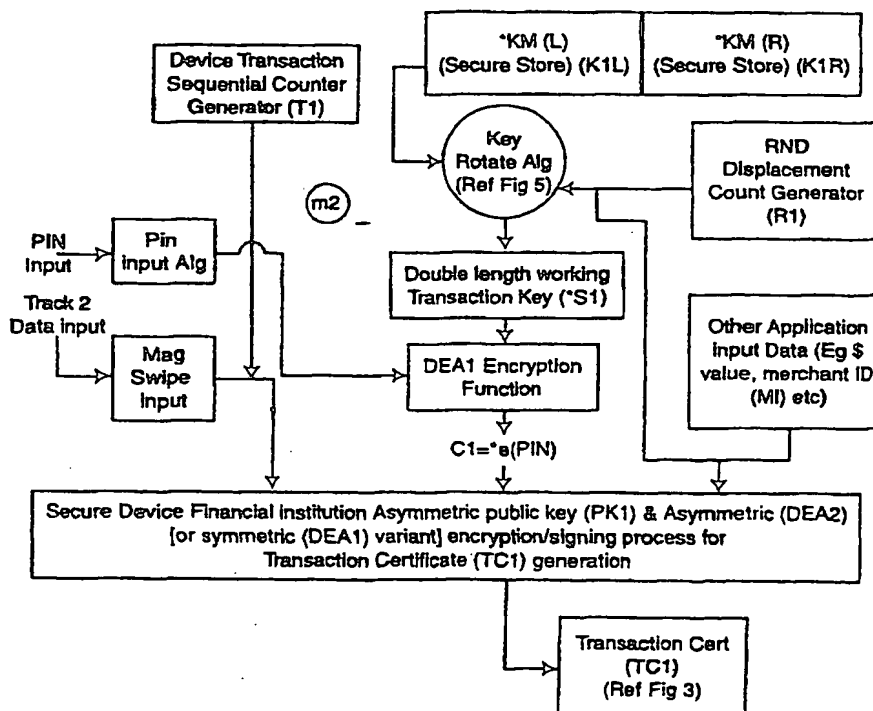 Device Transaction
Sequential Counter
Generator (T1)
*KM (L)
(Secure Store) (K1L)
*KM (R)
(Secure Store) (K1R)
Key
Rotate Alg
(Ref Fig 5)
RND
Displacement
Count Generator
(R1)
m2
PIN
Input
Pin
input Alg
Double length working
Transaction Key (*S1)
Track 2
Data input
Mag
Swipe
Input
DEA1 Encryption
Function
Other Application
input Data (Eg $
value, merchant ID
(MI) etc)
C1=*e(PIN)
Secure Device Financial institution Asymmetric public key (PK1) & Asymmetric (DEA2)
[or symmetric (DEA1) variant] encryption/signing process for
Transaction Certificate (TC1) generation
Transaction Cert
(TC1)
(Ref Fig 3)